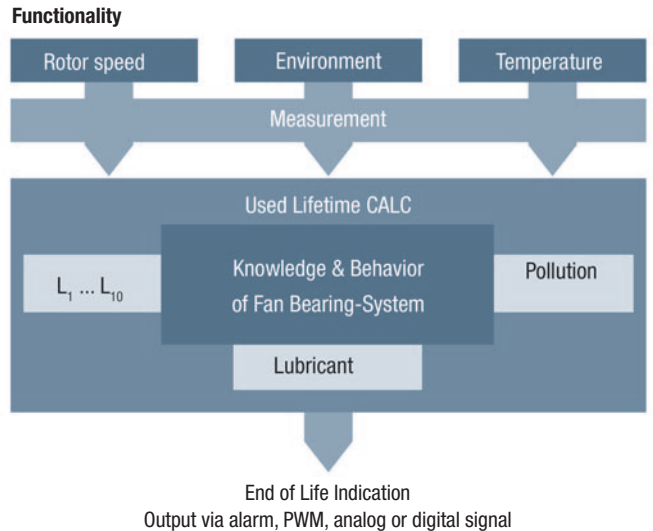 Functionality
Rotor speed
Environment
Temperature
Measurement
Used Lifetime CALC
L1 ... L10
Knowledge & Behavior
of Fan Bearing-System
Pollution
Lubricant
End of Life Indication
Output via alarm, PWM, analog or digital signal